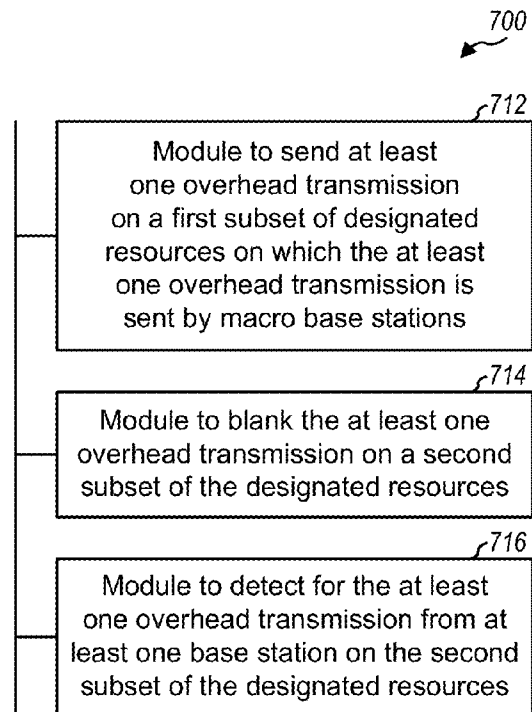 700
712
Module to send at least
one overhead transmission
on a first subset of designated
resources on which the at least
one overhead transmission is
sent by macro base stations
714
Module to blank the at least one
overhead transmission on a second
subset of the designated resources
716
Module to detect for the at least
one overhead transmission from at
least one base station on the second
subset of the designated resources